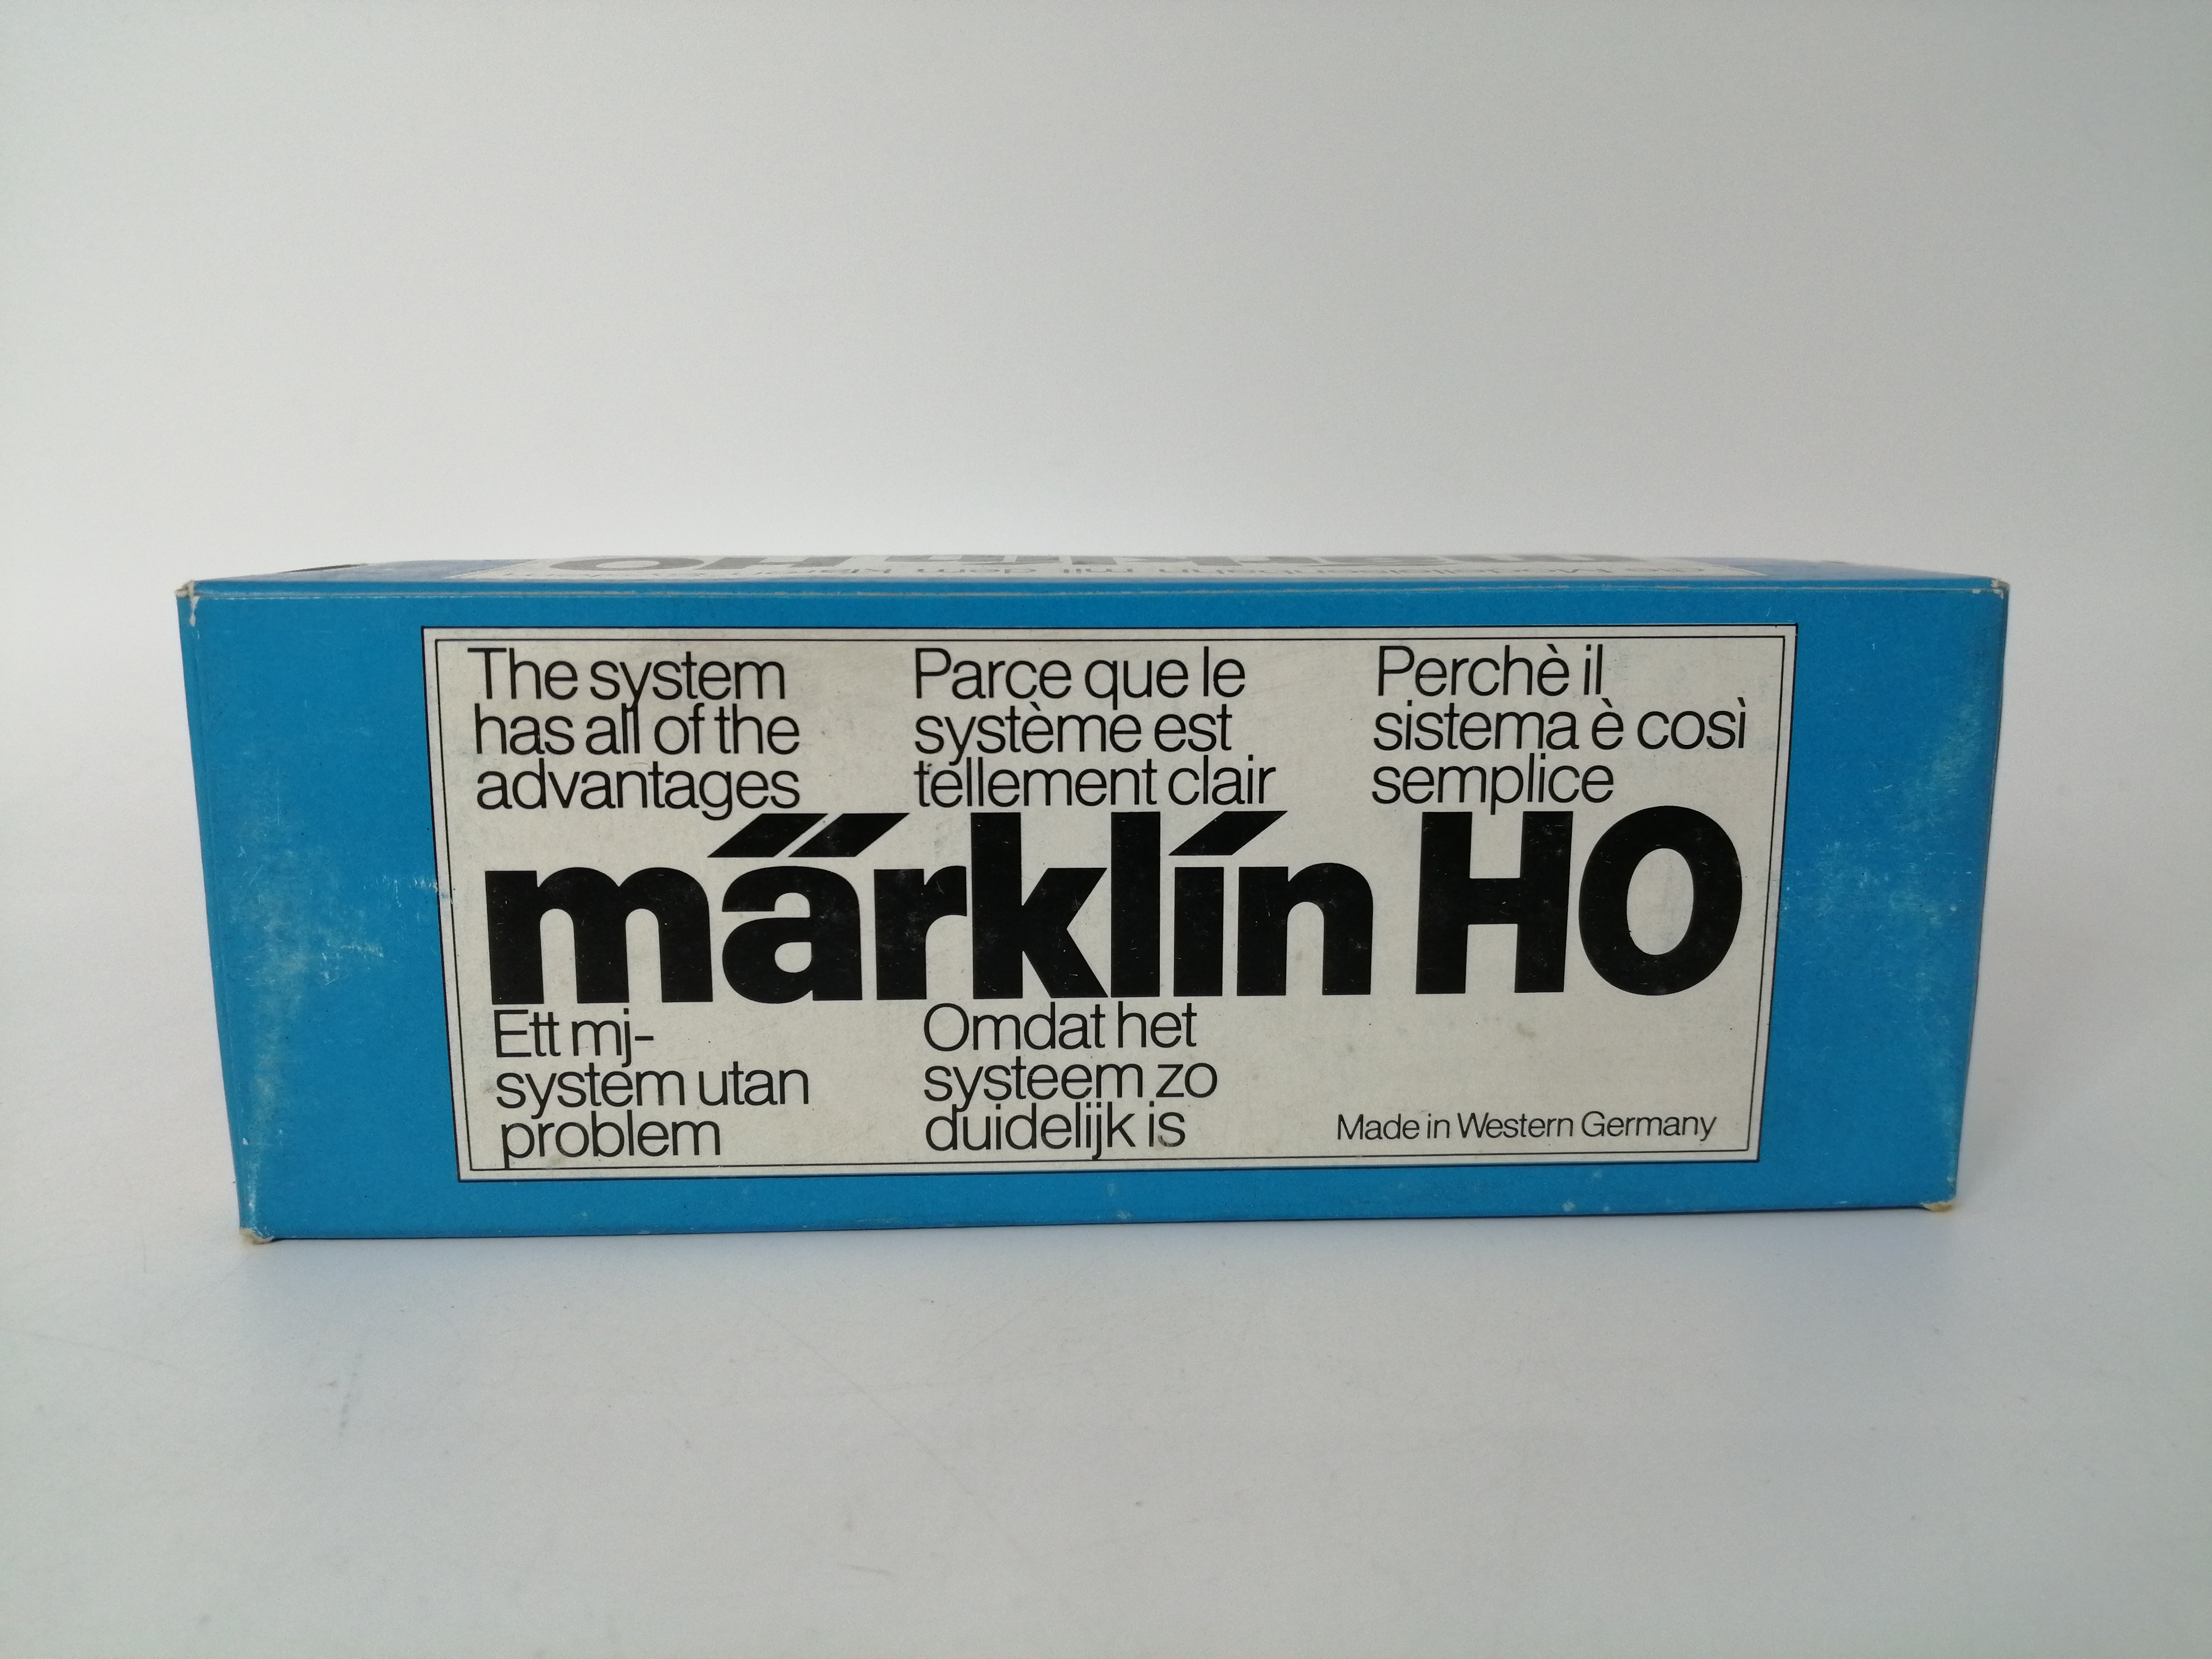 The system
has all of the
advantages
Parce que le
système est
tellement clair
Perchè il
sistema è così
semplice
märklín HO
Ett mj-
system utan
problem
Omdat het
systeem zo
duidelijk is
Made in Western Germany